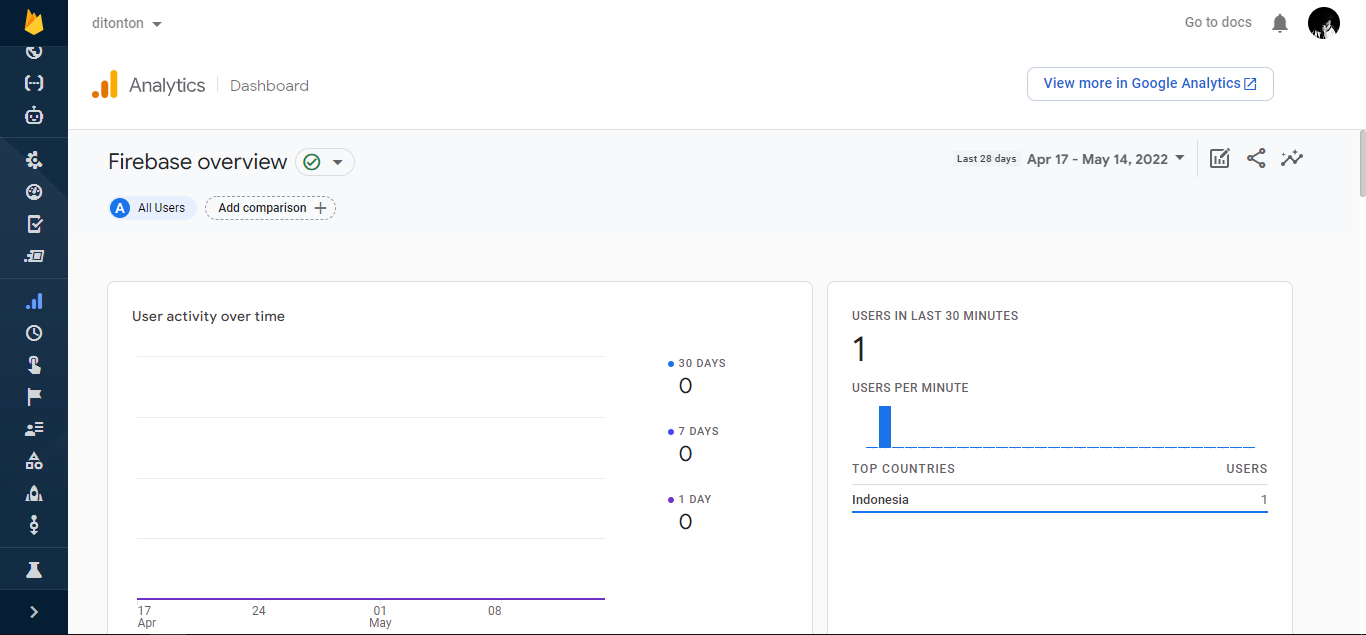 ditonton
Go to docs
Analytics
Dashboard
View more in Google Analytics
Firebase overview
Last 28 days
Apr 17 - May 14, 2022
A
All Users
Add comparison
User activity over time
30 DAYS
0
7 DAYS
0
1 DAY
0
17
Apr
24
01
May
08
USERS IN LAST 30 MINUTES
1
USERS PER MINUTE
TOP COUNTRIES USERS
Indonesia 1